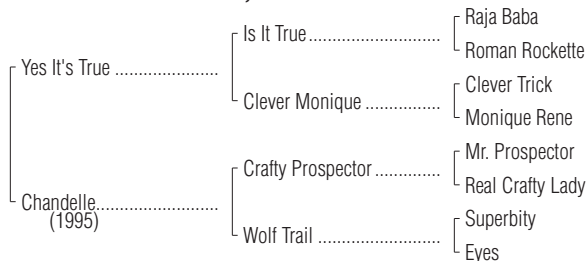 Raja Baba
Is It True
Roman Rockette
Yes It's True
Clever Trick
Clever Monique
Monique Rene
Mr. Prospector
Crafty Prospector
Real Crafty Lady
Chandelle
(1995)
Superbity
Wolf Trail
Eyes